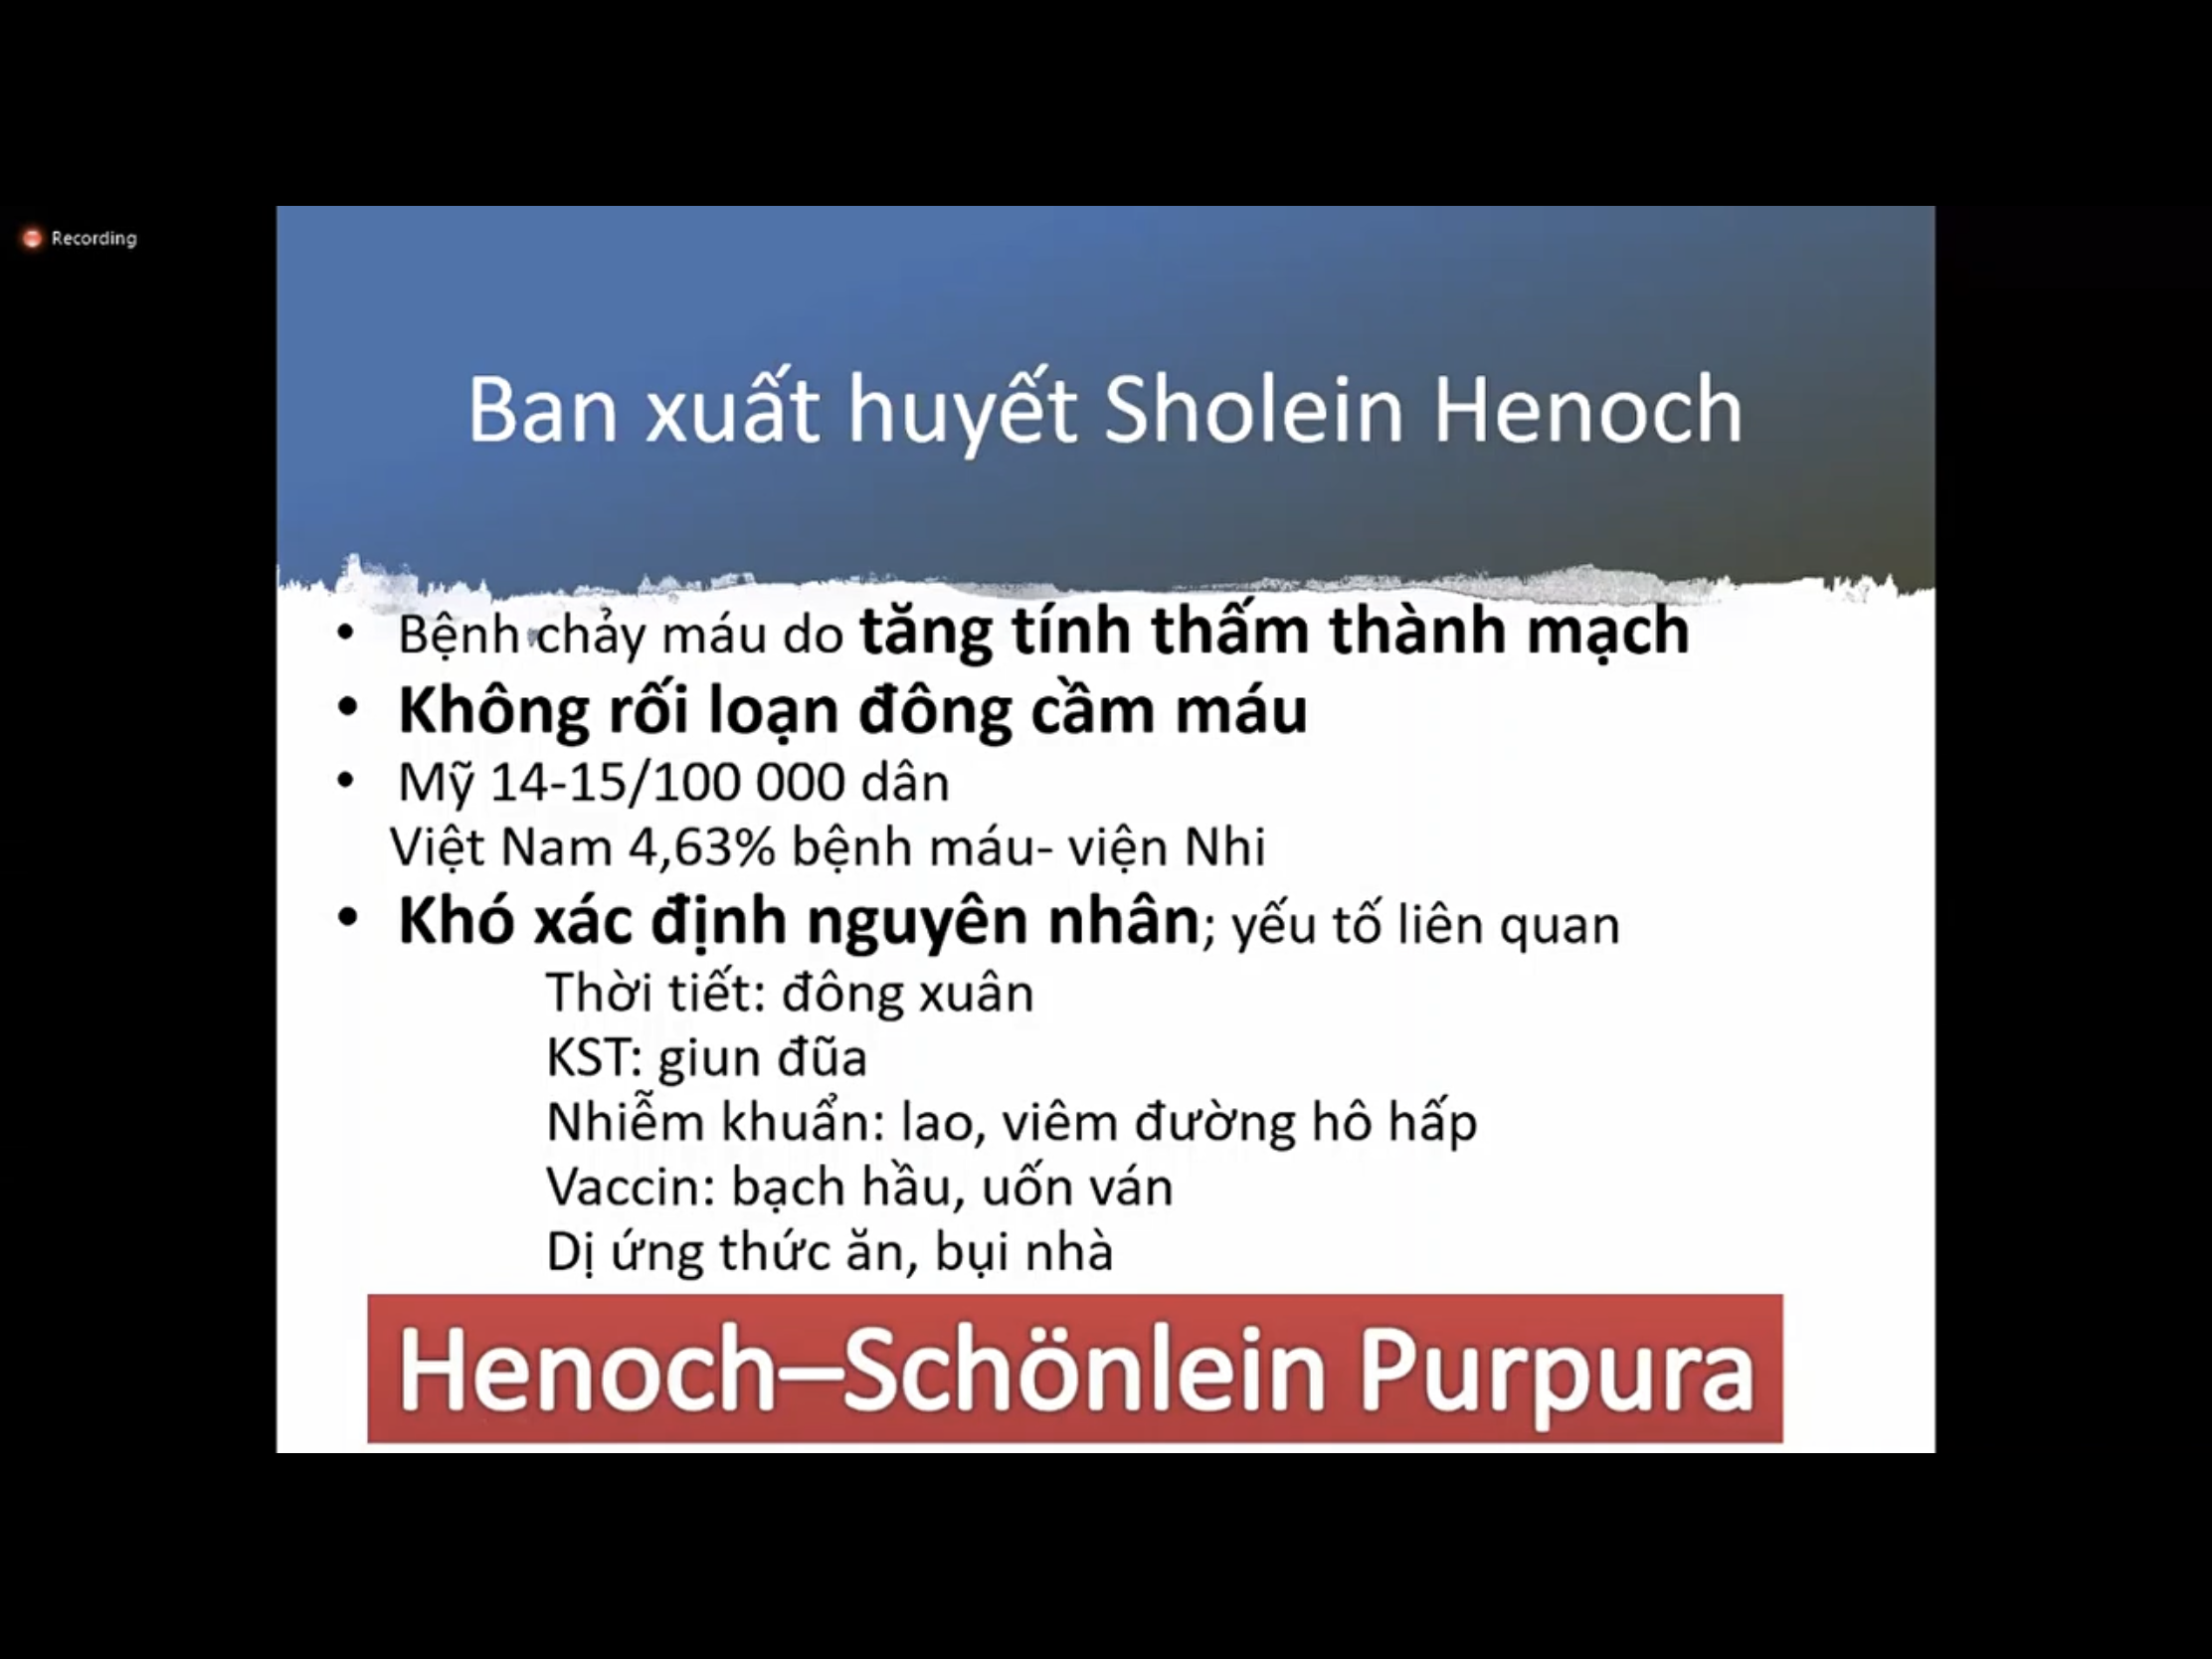 Recording
Ban xuất huyết Sholein Henoch
• Bệnh chảy máu do tăng tính thấm thành mạch
• Không rối loạn đông cầm máu
• Mỹ 14-15/100 000 dân
Việt Nam 4,63% bệnh máu- viện Nhi
• Khó xác định nguyên nhân; yếu tố liên quan
Thời tiết: đông xuân
KST: giun đũa
Nhiễm khuẩn: lao, viêm đường hô hấp
Vaccin: bạch hầu, uốn ván
Dị ứng thức ăn, bụi nhà
Henoch–Schönlein Purpura